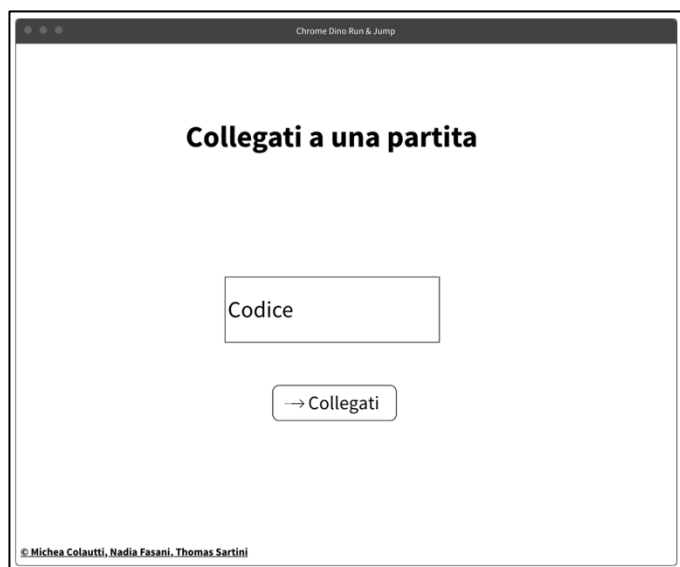 Chrome Dino Run & Jump
Collegati a una partita
Codice
→ Collegati
© Michea Colautti, Nadia Fasani, Thomas Sartini